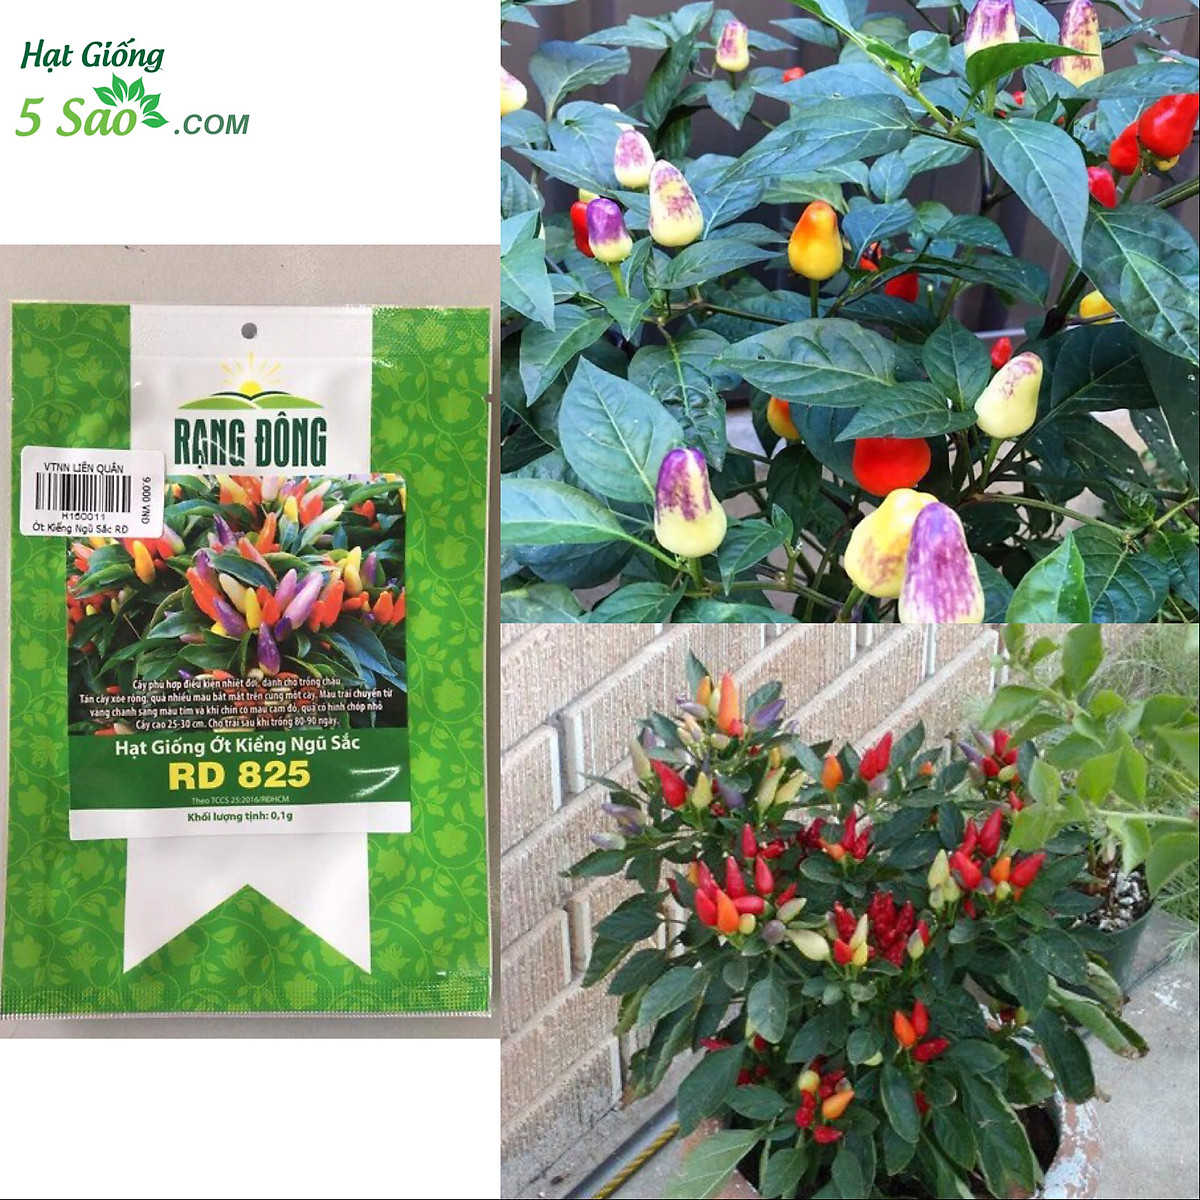 Hạt Giống
5 Sao.COM
RẠNG ĐÔNG
VTNN LIÊN QUÂN
9.000 VND
H160011
Ớt Kiểng Ngũ Sắc RĐ
Cây phù hợp điều kiện nhiệt đới, dành cho trồng chậu.
Tán cây xòe rộng, quả nhiều màu bắt mắt trên cùng một cây. Màu trái chuyển từ
vàng chanh sang màu tím và khi chín có màu cam đỏ, quả có hình chóp nhỏ
Cây cao 25-30 cm. Cho trái sau khi trồng 80-90 ngày.
Hạt Giống Ớt Kiểng Ngũ Sắc
RD 825
Theo TCCS 25:2016/RĐHCM
Khối lượng tịnh: 0,1g